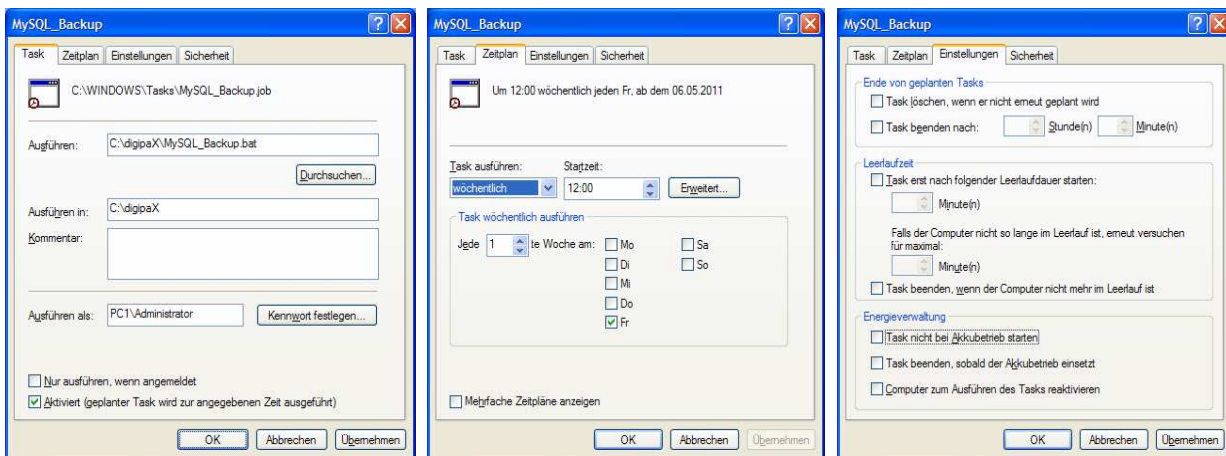 MySQL_Backup
Task Zeitplan Einstellungen Sicherheit
C:\WINDOWS\Tasks\MySQL_Backup.job
Ausführen: C:\digipaX\MySQL_Backup.bat
Durchsuchen...
Ausführen in: C:\digipaX
Kommentar:
Ausführen als: PC1\Administrator Kennwort festlegen...
Nur ausführen, wenn angemeldet
Aktiviert (geplanter Task wird zur angegebenen Zeit ausgeführt)
OK Abbrechen Übernehmen
MySQL_Backup
Task Zeitplan Einstellungen Sicherheit
Um 12:00 wöchentlich jeden Fr, ab dem 06.05.2011
Task ausführen: Startzeit:
wöchentlich 12:00 Erweitert...
Task wöchentlich ausführen
Jede 1 te Woche am: Mo Sa
Di So
Mi
Do
Fr
Mehrfache Zeitpläne anzeigen
OK Abbrechen Übernehmen
MySQL_Backup
Task Zeitplan Einstellungen Sicherheit
Ende von geplanten Tasks
Task löschen, wenn er nicht erneut geplant wird
Task beenden nach: Stunde(n) Minute(n)
Leerlaufzeit
Task erst nach folgender Leerlaufdauer starten:
Minute(n)
Falls der Computer nicht so lange im Leerlauf ist, erneut versuchen
für maximal:
Minute(n)
Task beenden, wenn der Computer nicht mehr im Leerlauf ist
Energieverwaltung
Task nicht bei Akkubetrieb starten
Task beenden, sobald der Akkubetrieb einsetzt
Computer zum Ausführen des Tasks reaktivieren
OK Abbrechen Übernehmen